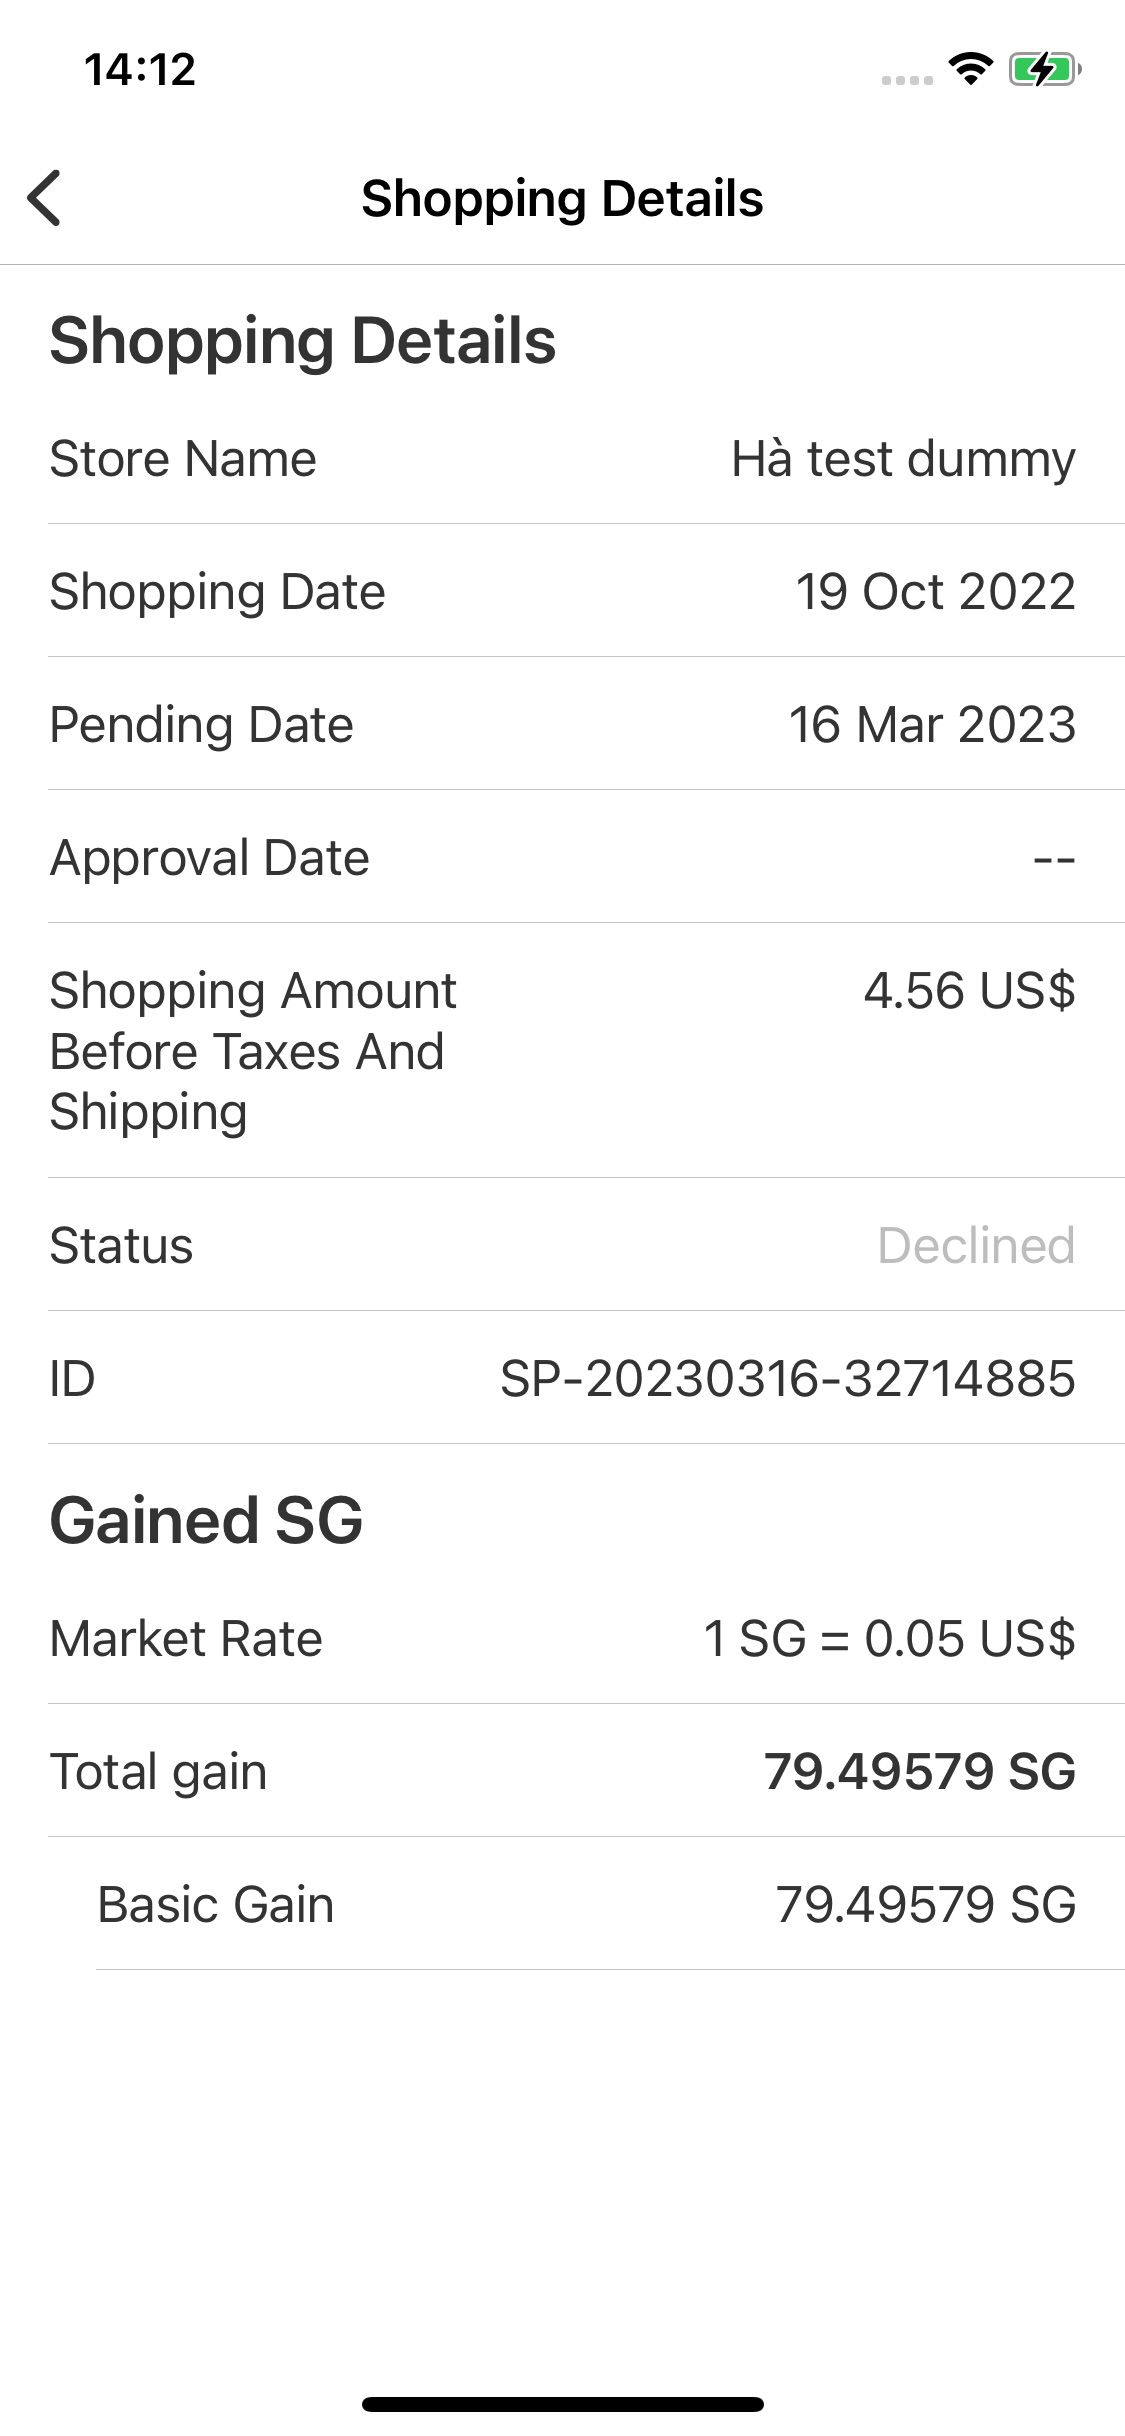 14:12
Shopping Details
Shopping Details
Store Name Hà test dummy
Shopping Date 19 Oct 2022
Pending Date 16 Mar 2023
Approval Date --
Shopping Amount 4.56 US$
Before Taxes And
Shipping
Status Declined
ID SP-20230316-32714885
Gained SG
Market Rate 1 SG = 0.05 US$
Total gain 79.49579 SG
Basic Gain 79.49579 SG